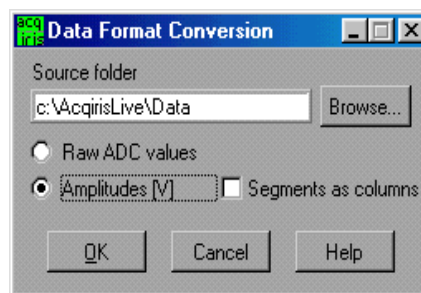 acq
iris
Data Format Conversion
Source folder
c:\AcqirisLive\Data
Browse...
Raw ADC values
Amplitudes [V]
Segments as columns
OK
Cancel
Help